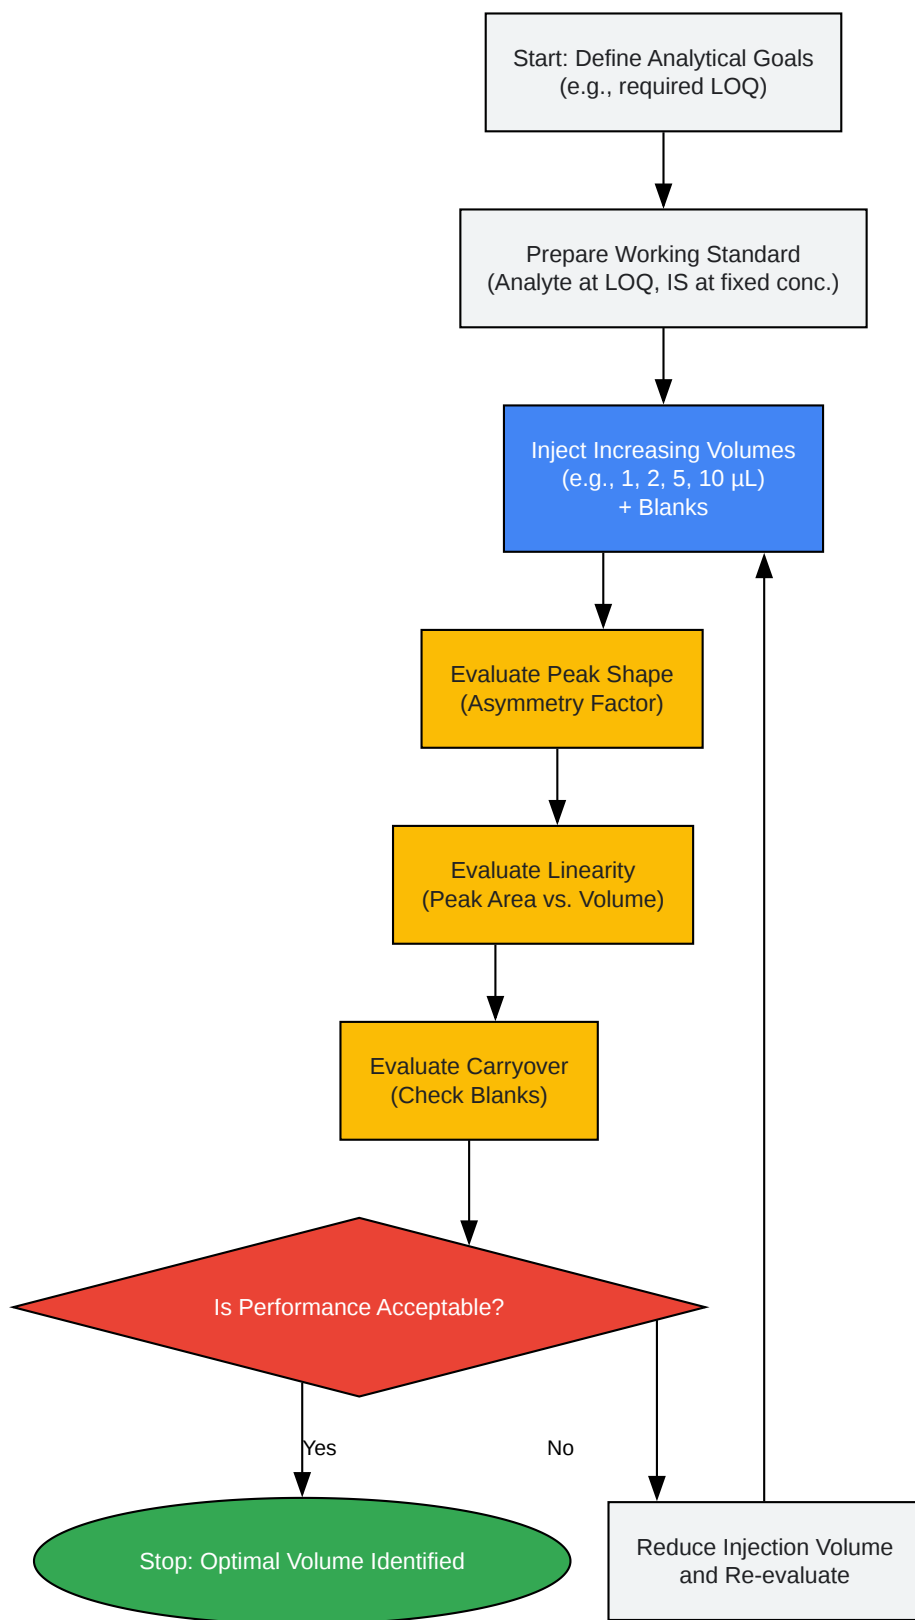 Start: Define Analytical Goals
(e.g., required LOQ)
Prepare Working Standard
(Analyte at LOQ, IS at fixed conc.)
Inject Increasing Volumes
(e.g., 1, 2, 5, 10 µL)
+ Blanks
Evaluate Peak Shape
(Asymmetry Factor)
Evaluate Linearity
(Peak Area vs. Volume)
Evaluate Carryover
(Check Blanks)
Is Performance Acceptable?
Yes
No
Stop: Optimal Volume Identified
Reduce Injection Volume
and Re-evaluate